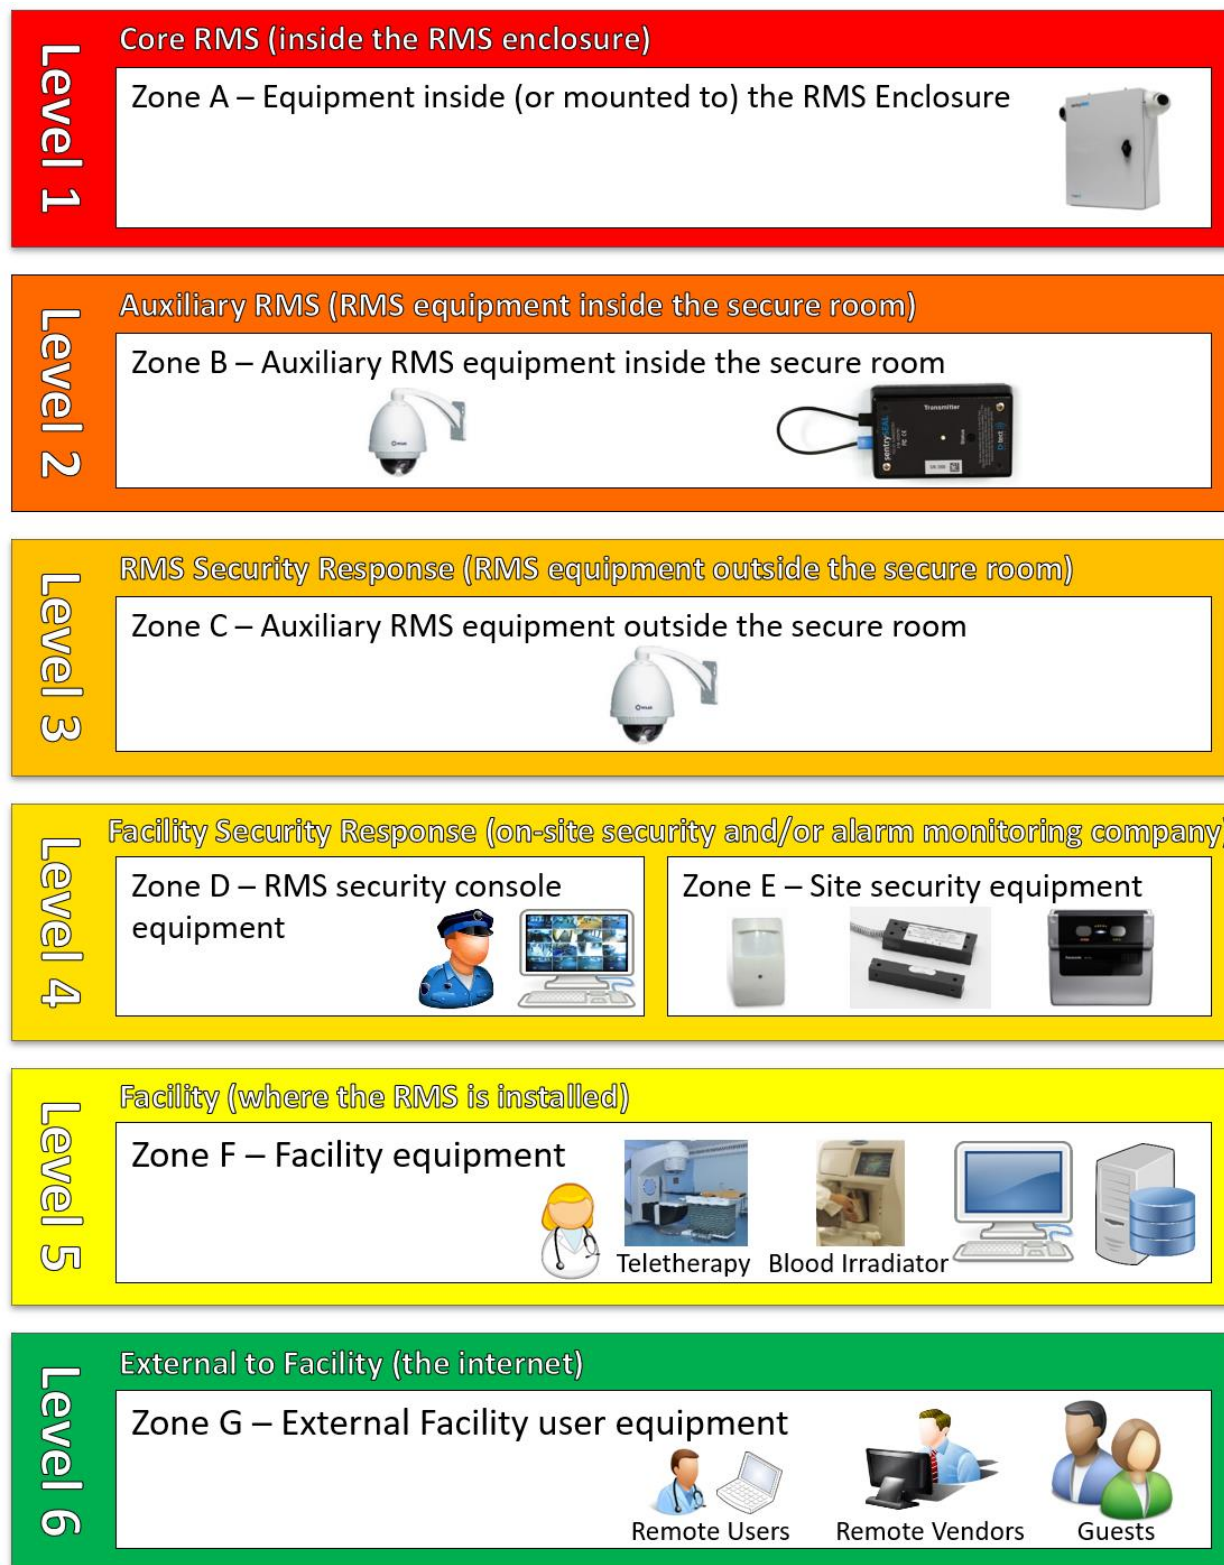 Level 1
Core RMS (inside the RMS enclosure)
Zone A – Equipment inside (or mounted to) the RMS Enclosure
Level 2
Auxiliary RMS (RMS equipment inside the secure room)
Zone B – Auxiliary RMS equipment inside the secure room
Transmitter
Status
sentrySEAL
D-tect
Level 3
RMS Security Response (RMS equipment outside the secure room)
Zone C – Auxiliary RMS equipment outside the secure room
Level 4
Facility Security Response (on-site security and/or alarm monitoring company)
Zone D – RMS security console
equipment
Zone E – Site security equipment
Level 5
Facility (where the RMS is installed)
Zone F – Facility equipment
Teletherapy
Blood Irradiator
Level 6
External to Facility (the internet)
Zone G – External Facility user equipment
Remote Users
Remote Vendors
Guests